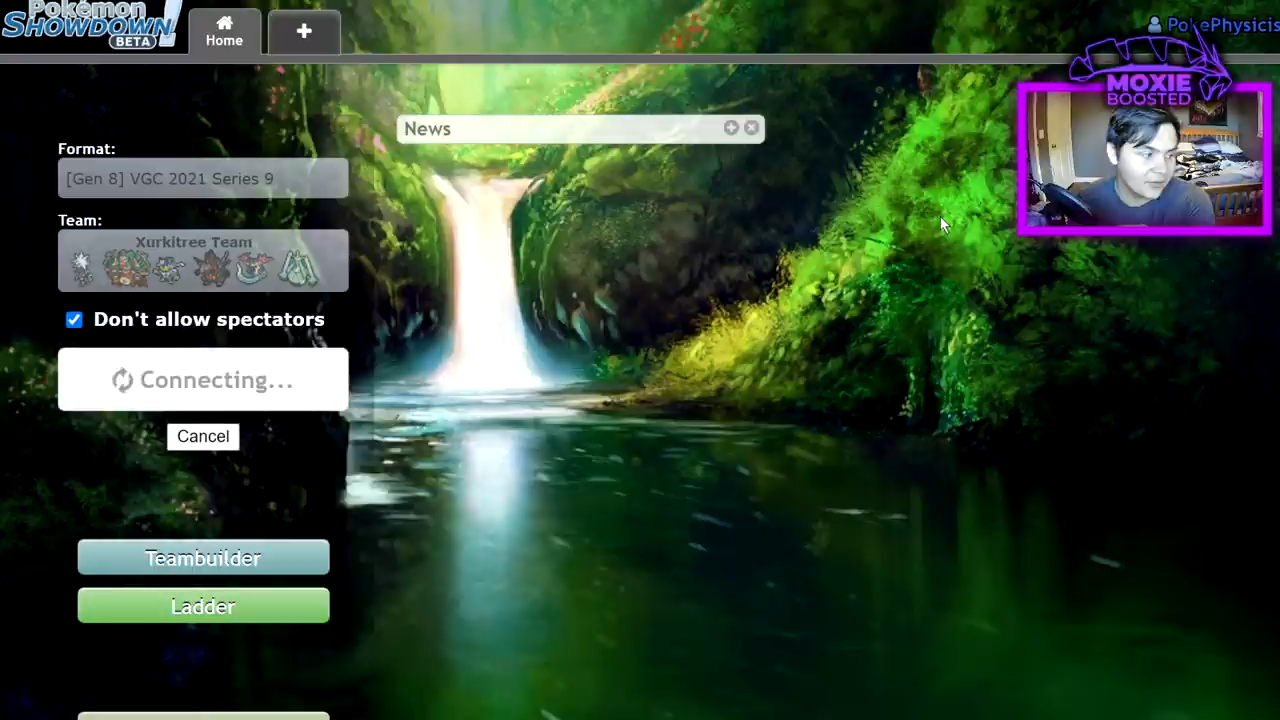 Pokémon
SHOWDOWN!
BETA
Home
PokePhysicis
MOXIE
BOOSTED
News
Format:
[Gen 8] VGC 2021 Series 9
Team:
Xurkitree Team
Don't allow spectators
Connecting...
Cancel
Teambuilder
Ladder